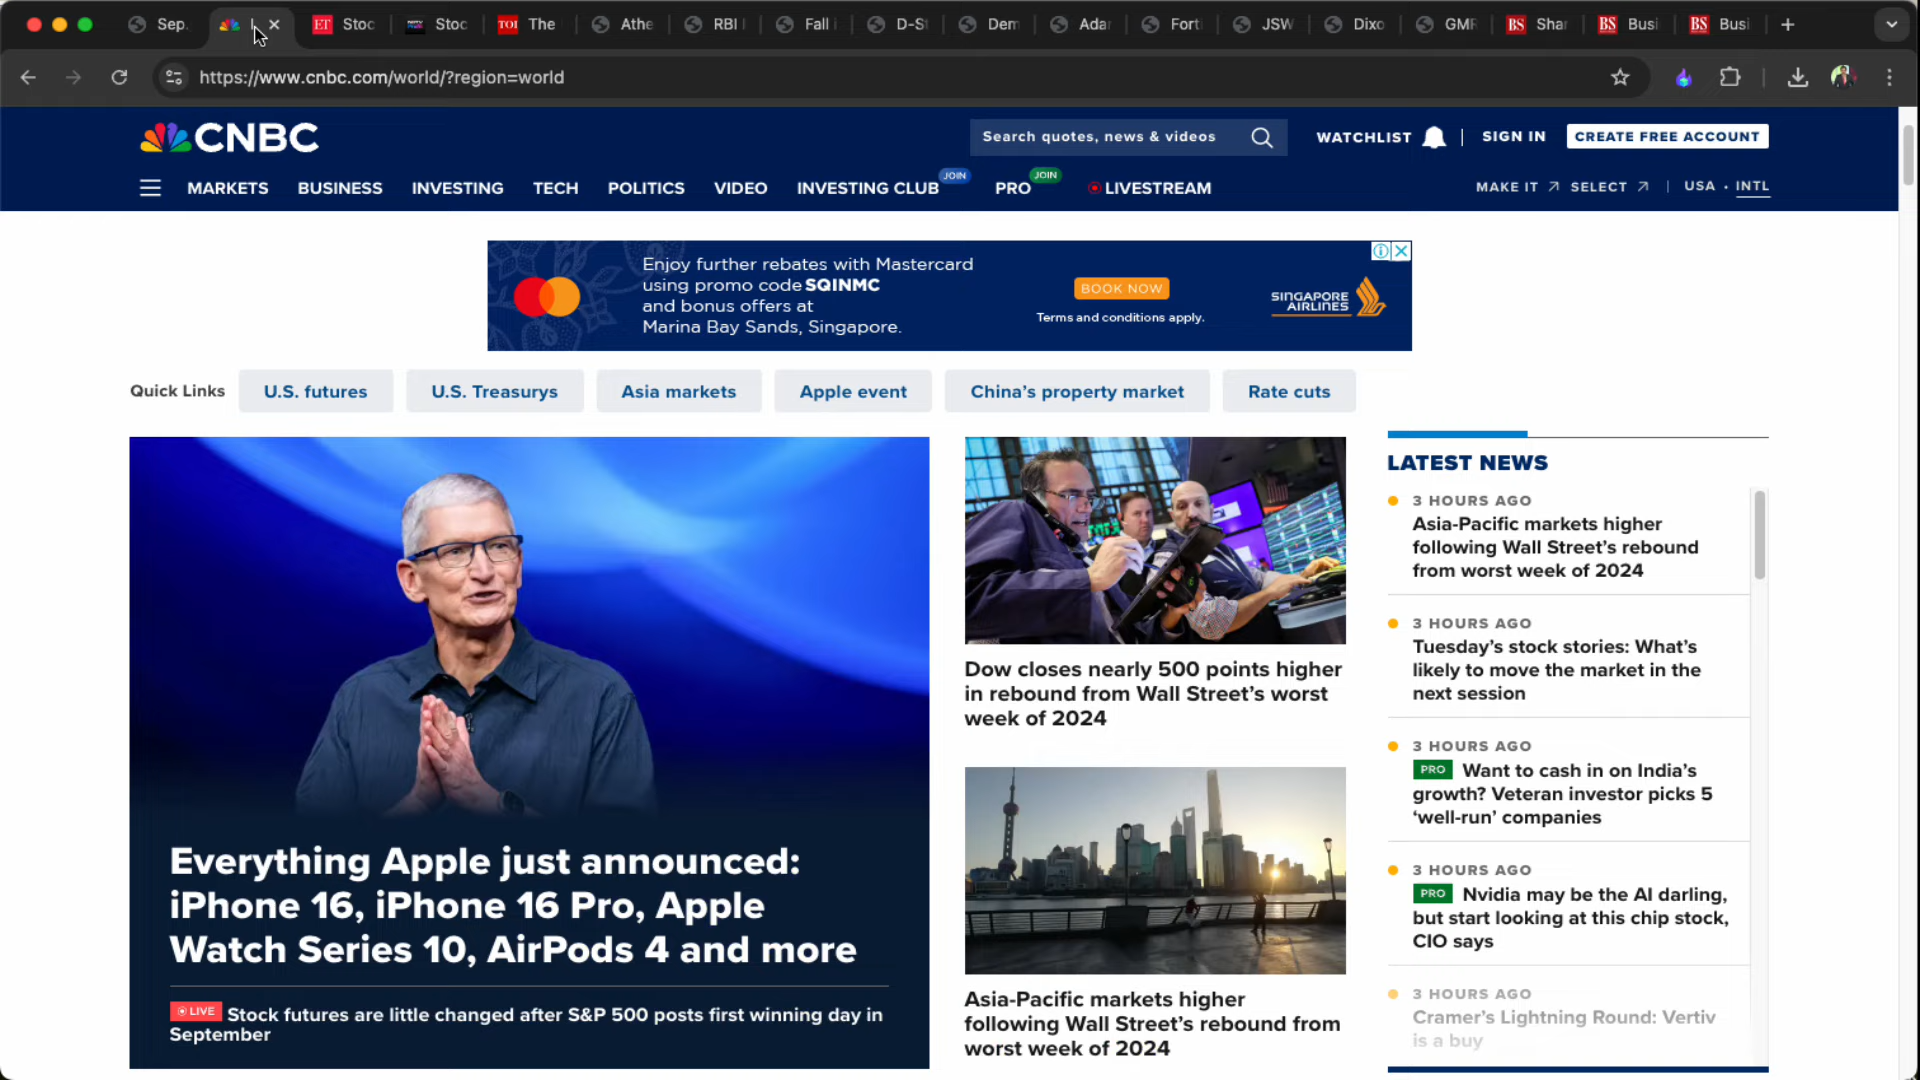 Sep
ET Stoc
Stoc
TOI The
Athe
RBI
Fall i
D-St
Dem
Adar
Forti
JSW
Dixo
GMR
BS Shar
BS Busi
BS Busi
https://www.cnbc.com/world/?region=world
CNBC
Search quotes, news & videos
WATCHLIST
SIGN IN
CREATE FREE ACCOUNT
MARKETS
BUSINESS
INVESTING
TECH
POLITICS
VIDEO
INVESTING CLUB JOIN
PRO JOIN
LIVESTREAM
MAKE IT
SELECT
USA • INTL
Enjoy further rebates with Mastercard
using promo code SQINMC
and bonus offers at
Marina Bay Sands, Singapore.
BOOK NOW
Terms and conditions apply.
SINGAPORE
AIRLINES
Quick Links
U.S. futures
U.S. Treasurys
Asia markets
Apple event
China's property market
Rate cuts
Everything Apple just announced:
iPhone 16, iPhone 16 Pro, Apple
Watch Series 10, AirPods 4 and more
LIVE Stock futures are little changed after S&P 500 posts first winning day in
September
Dow closes nearly 500 points higher
in rebound from Wall Street's worst
week of 2024
Asia-Pacific markets higher
following Wall Street's rebound from
worst week of 2024
LATEST NEWS
3 HOURS AGO
Asia-Pacific markets higher
following Wall Street's rebound
from worst week of 2024
3 HOURS AGO
Tuesday's stock stories: What's
likely to move the market in the
next session
3 HOURS AGO
PRO Want to cash in on India's
growth? Veteran investor picks 5
'well-run' companies
3 HOURS AGO
PRO Nvidia may be the AI darling,
but start looking at this chip stock,
CIO says
3 HOURS AGO
Cramer's Lightning Round: Vertiv
is a buy